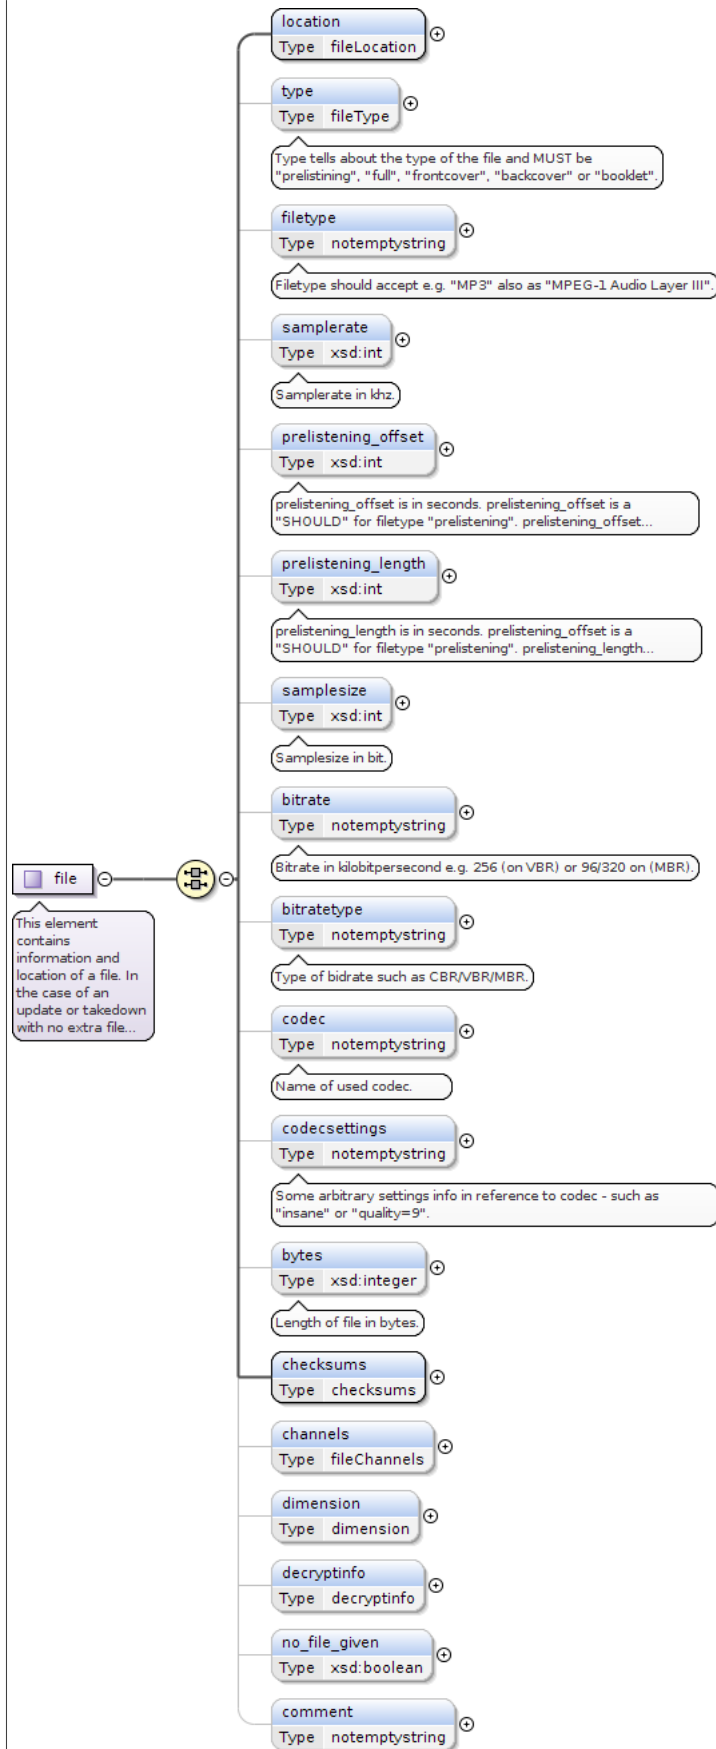 location
Type fileLocation
type
Type fileType
Type tells about the type of the file and MUST be
"prelistining", "full", "frontcover", "backcover" or "booklet".
filetype
Type notemptystring
Filetype should accept e.g. "MP3" also as "MPEG-1 Audio Layer III".
samplerate
Type xsd:int
Samplerate in khz.
prelistening_offset
Type xsd:int
prelistening_offset is in seconds. prelistening_offset is a
"SHOULD" for filetype "prelistening". prelistening_offset...
prelistening_length
Type xsd:int
prelistening_length is in seconds. prelistening_offset is a
"SHOULD" for filetype "prelistening". prelistening_length...
samplesize
Type xsd:int
Samplesize in bit.
bitrate
Type notemptystring
Bitrate in kilobitpersecond e.g. 256 (on VBR) or 96/320 on (MBR).
file
This element
contains
information and
location of a file. In
the case of an
update or takedown
with no extra file...
bitratetype
Type notemptystring
Type of bidrate such as CBR/VBR/MBR.
codec
Type notemptystring
Name of used codec.
codecsettings
Type notemptystring
Some arbitrary settings info in reference to codec - such as
"insane" or "quality=9".
bytes
Type xsd:integer
Length of file in bytes.
checksums
Type checksums
channels
Type fileChannels
dimension
Type dimension
decryptinfo
Type decryptinfo
no_file_given
Type xsd:boolean
comment
Type notemptystring